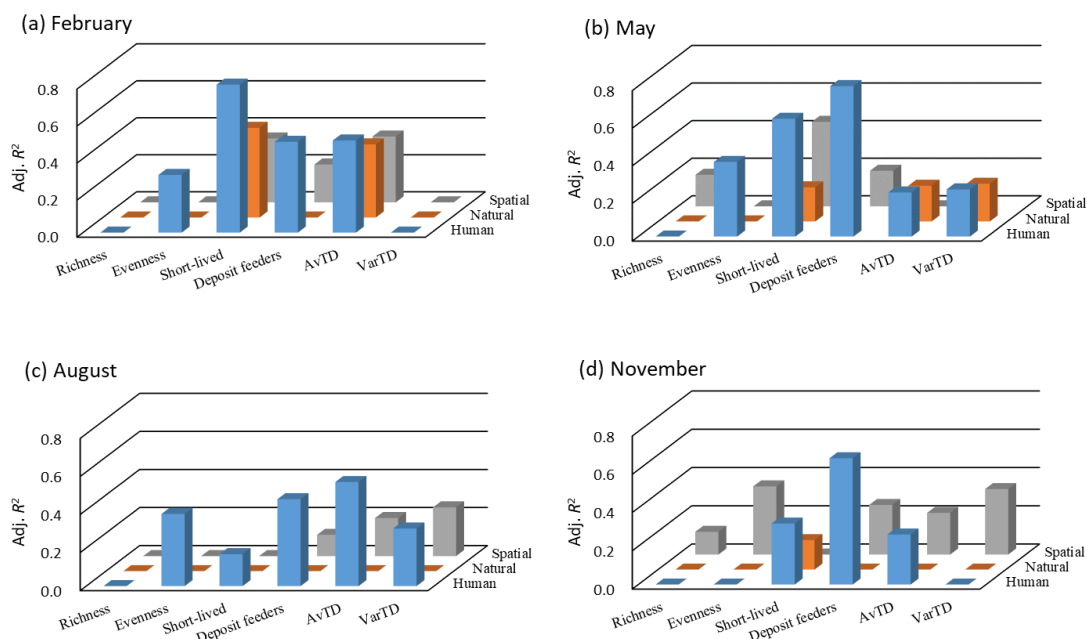 (a) February
0.8
0.6
0.4
0.2
0.0
Adj. R²
Spatial
Natural
Human
Richness
Evenness
Short-lived
Deposit feeders
AvTD
VarTD
(b) May
0.8
0.6
0.4
0.2
0.0
Adj. R²
Spatial
Natural
Human
Richness
Evenness
Short-lived
Deposit feeders
AvTD
VarTD
(c) August
0.8
0.6
0.4
0.2
0.0
Adj. R²
Spatial
Natural
Human
Richness
Evenness
Short-lived
Deposit feeders
AvTD
VarTD
(d) November
0.8
0.6
0.4
0.2
0.0
Adj. R²
Spatial
Natural
Human
Richness
Evenness
Short-lived
Deposit feeders
AvTD
VarTD